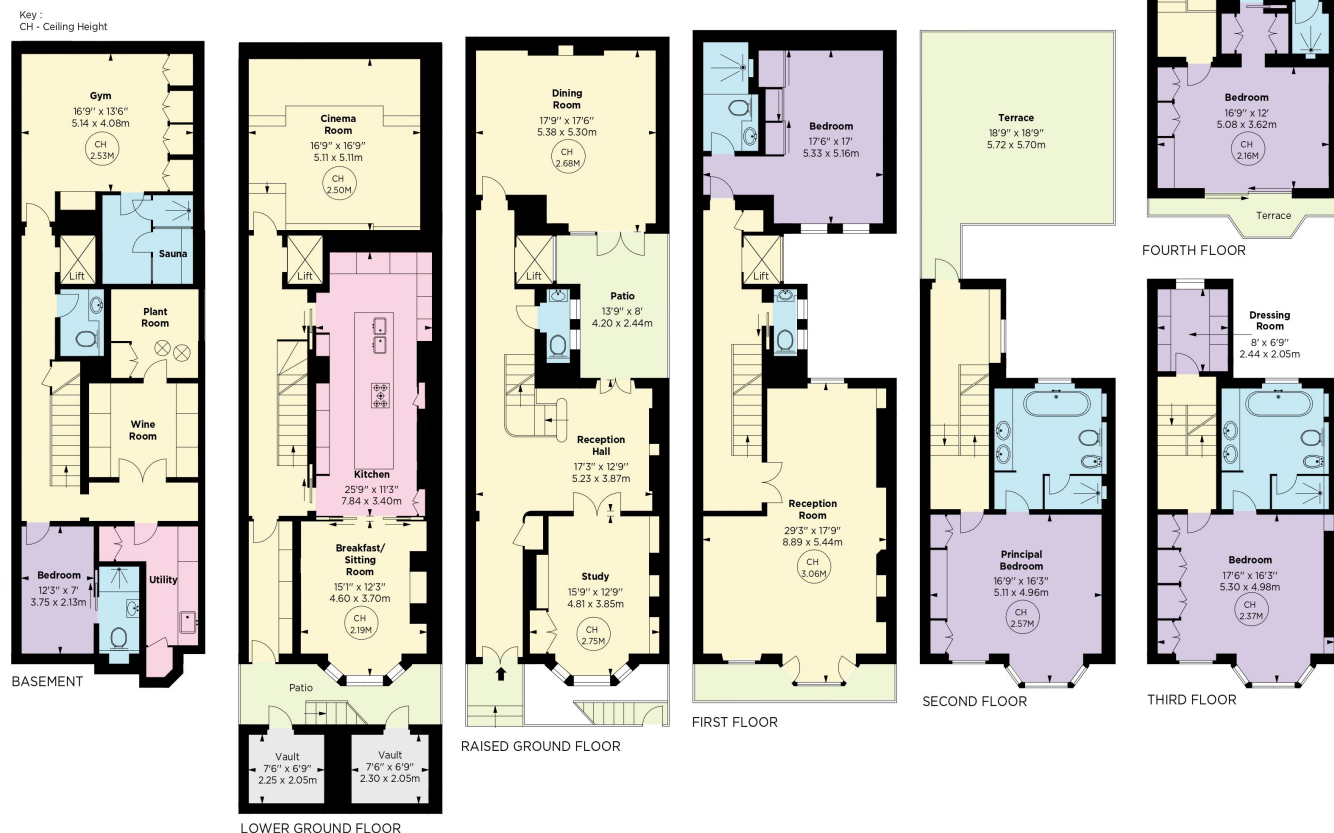 Key :
CH - Ceiling Height
Gym
16'9" x 13'6"
5.14 x 4.08m
CH
2.53M
Sauna
Lift
Plant
Room
Wine
Room
Bedroom
12'3" x 7'
3.75 x 2.13m
Utility
BASEMENT
Cinema
Room
16'9" x 16'9"
5.11 x 5.11m
CH
2.50M
Lift
Kitchen
25'9" x 11'3"
7.84 x 3.40m
Breakfast/
Sitting
Room
15'1" x 12'3"
4.60 x 3.70m
CH
2.19M
Patio
Vault
7'6" x 6'9"
2.25 x 2.05m
Vault
7'6" x 6'9"
2.30 x 2.05m
LOWER GROUND FLOOR
Dining
Room
17'9" x 17'6"
5.38 x 5.30m
CH
2.68M
Lift
Patio
13'9" x 8'
4.20 x 2.44m
Reception
Hall
17'3" x 12'9"
5.23 x 3.87m
Study
15'9" x 12'9"
4.81 x 3.85m
CH
2.75M
RAISED GROUND FLOOR
Bedroom
17'6" x 17'
5.33 x 5.16m
Lift
Reception
Room
29'3" x 17'9"
8.89 x 5.44m
CH
3.06M
FIRST FLOOR
Terrace
18'9" x 18'9"
5.72 x 5.70m
Principal
Bedroom
16'9" x 16'3"
5.11 x 4.96m
CH
2.57M
SECOND FLOOR
Bedroom
16'9" x 12'
5.08 x 3.62m
CH
2.16M
Terrace
FOURTH FLOOR
Dressing
Room
8' x 6'9"
2.44 x 2.05m
Bedroom
17'6" x 16'3"
5.30 x 4.98m
CH
2.37M
THIRD FLOOR